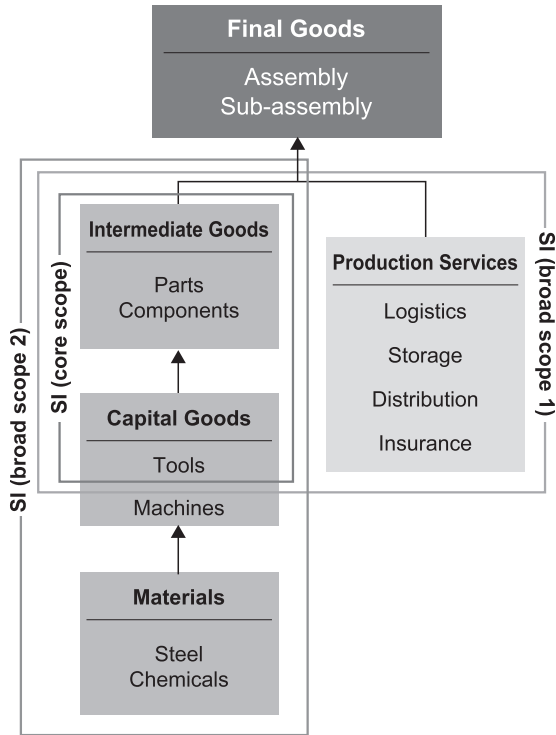 Final Goods
Assembly
Sub-assembly
Intermediate Goods
Parts
Components
Production Services
Logistics
Storage
Distribution
Insurance
Capital Goods
Tools
Machines
Materials
Steel
Chemicals
SI (broad scope 2)
SI (core scope)
SI (broad scope 1)